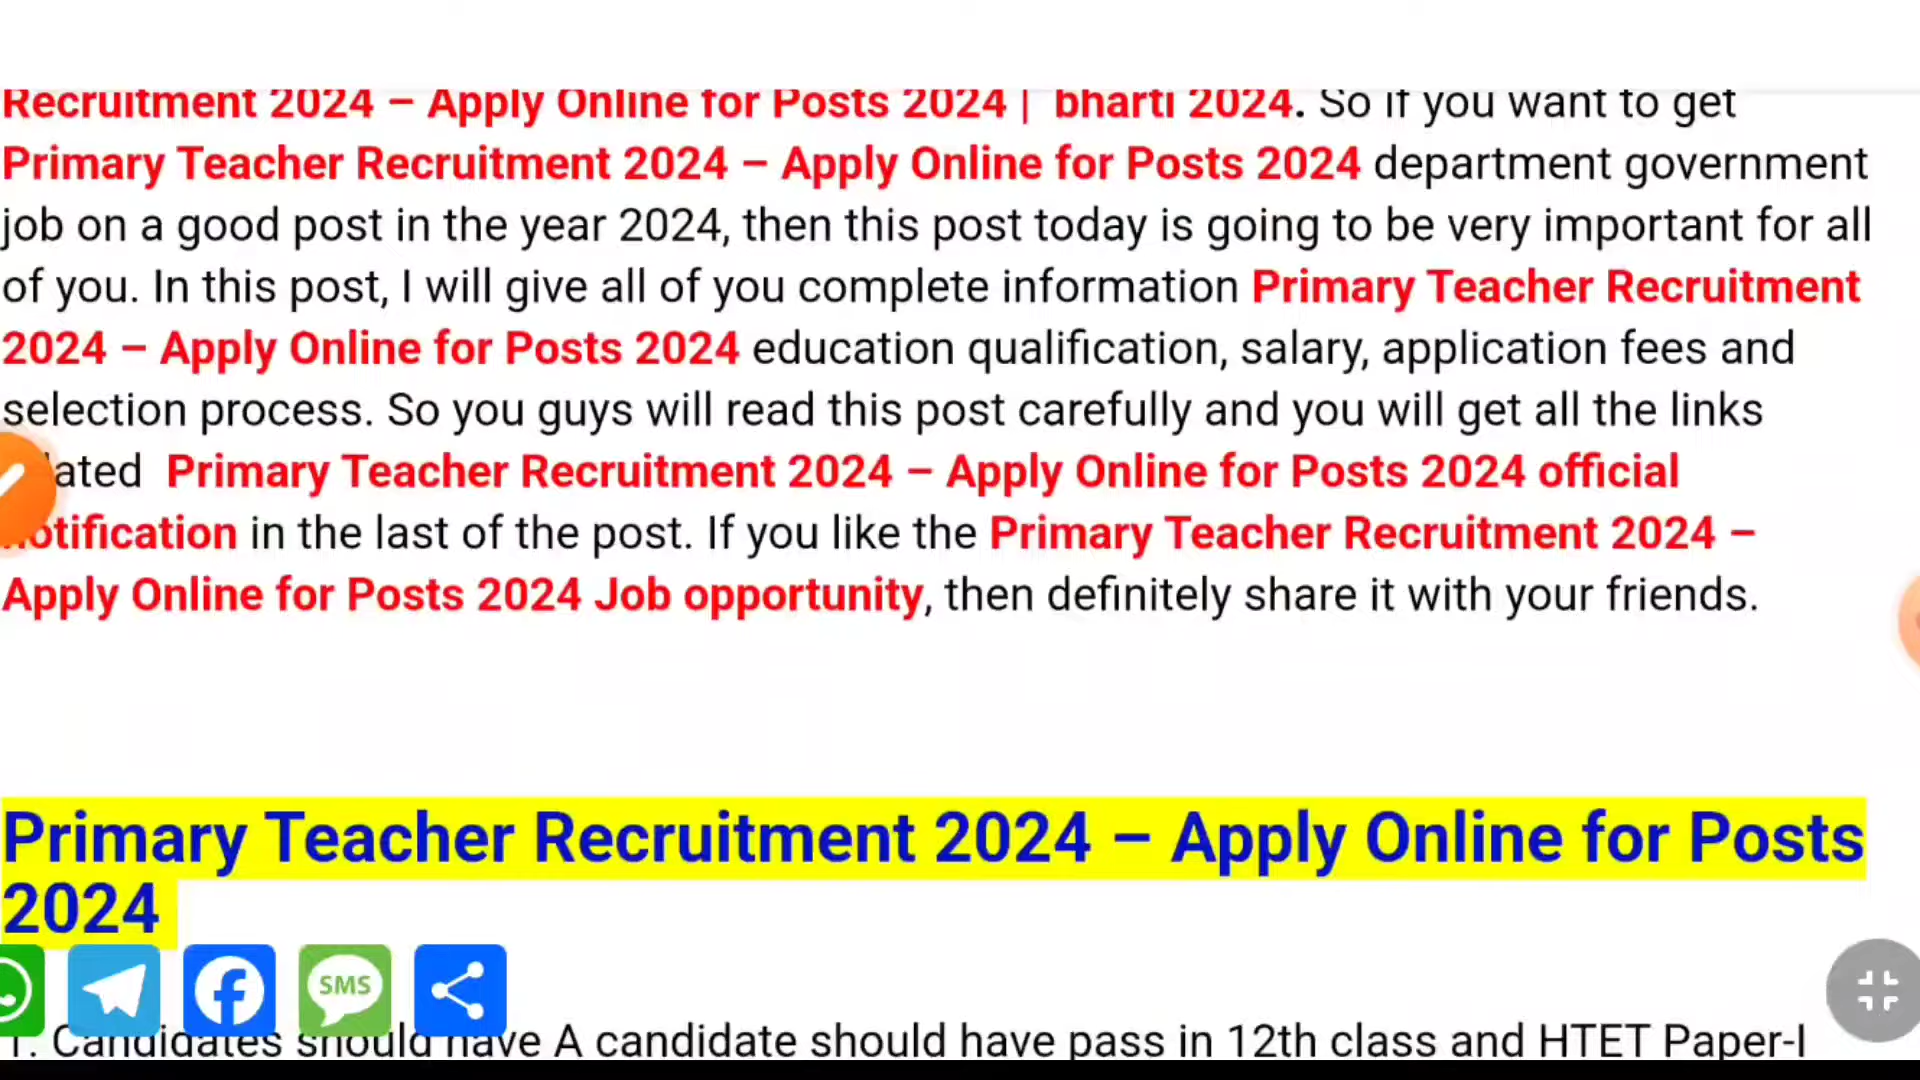 Recruitment 2024 – Apply Online for Posts 2024 | bharti 2024. So if you want to get
Primary Teacher Recruitment 2024 – Apply Online for Posts 2024 department government
job on a good post in the year 2024, then this post today is going to be very important for all
of you. In this post, I will give all of you complete information Primary Teacher Recruitment
2024 – Apply Online for Posts 2024 education qualification, salary, application fees and
selection process. So you guys will read this post carefully and you will get all the links
lated Primary Teacher Recruitment 2024 – Apply Online for Posts 2024 official
otification in the last of the post. If you like the Primary Teacher Recruitment 2024 –
Apply Online for Posts 2024 Job opportunity, then definitely share it with your friends.
Primary Teacher Recruitment 2024 – Apply Online for Posts
2024
SMS
1. Candidates should have A candidate should have pass in 12th class and HTET Paper-I